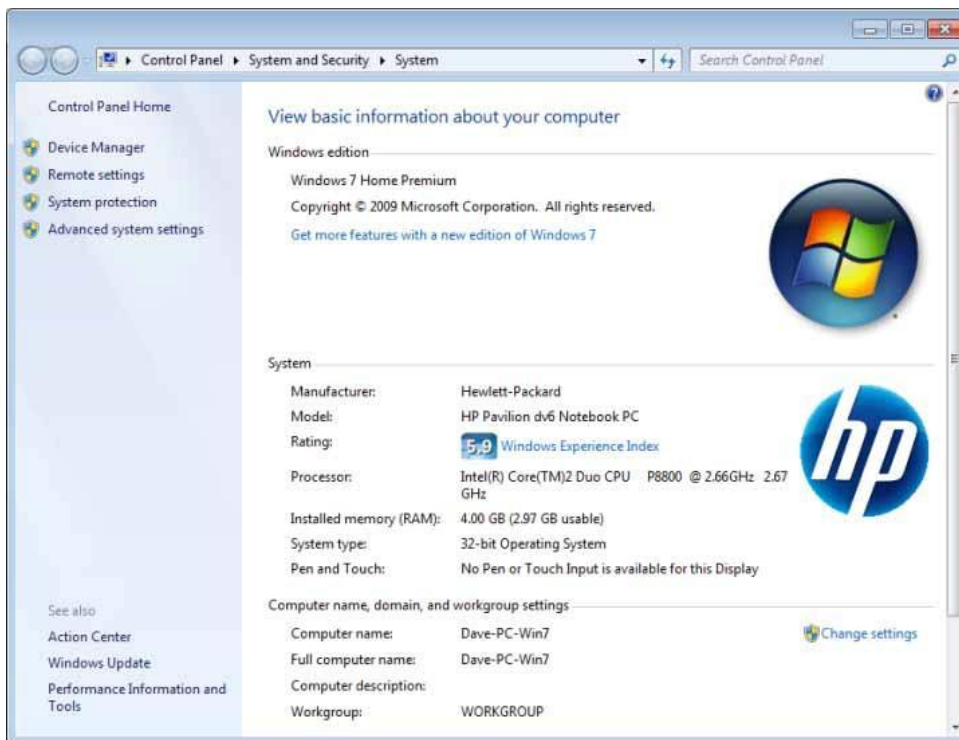 Control Panel ▸ System and Security ▸ System
Search Control Panel
Control Panel Home
Device Manager
Remote settings
System protection
Advanced system settings
See also
Action Center
Windows Update
Performance Information and
Tools
View basic information about your computer
Windows edition
Windows 7 Home Premium
Copyright © 2009 Microsoft Corporation. All rights reserved.
Get more features with a new edition of Windows 7
System
Manufacturer: Hewlett-Packard
Model: HP Pavilion dv6 Notebook PC
Rating: 5,9 Windows Experience Index
Processor: Intel(R) Core(TM)2 Duo CPU P8800 @ 2.66GHz 2.67
GHz
Installed memory (RAM): 4.00 GB (2.97 GB usable)
System type: 32-bit Operating System
Pen and Touch: No Pen or Touch Input is available for this Display
hp
Computer name, domain, and workgroup settings
Computer name: Dave-PC-Win7
Change settings
Full computer name: Dave-PC-Win7
Computer description:
Workgroup: WORKGROUP